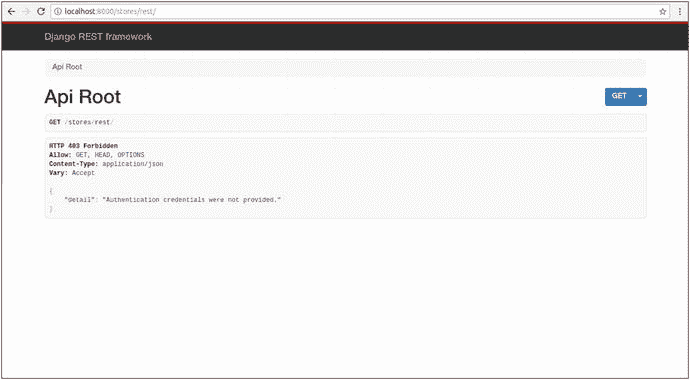 localhost:8000/stores/rest/
Django REST framework
Api Root
Api Root
GET
GET /stores/rest/
HTTP 403 Forbidden
Allow: GET, HEAD, OPTIONS
Content-Type: application/json
Vary: Accept
{
    "detail": "Authentication credentials were not provided."
}